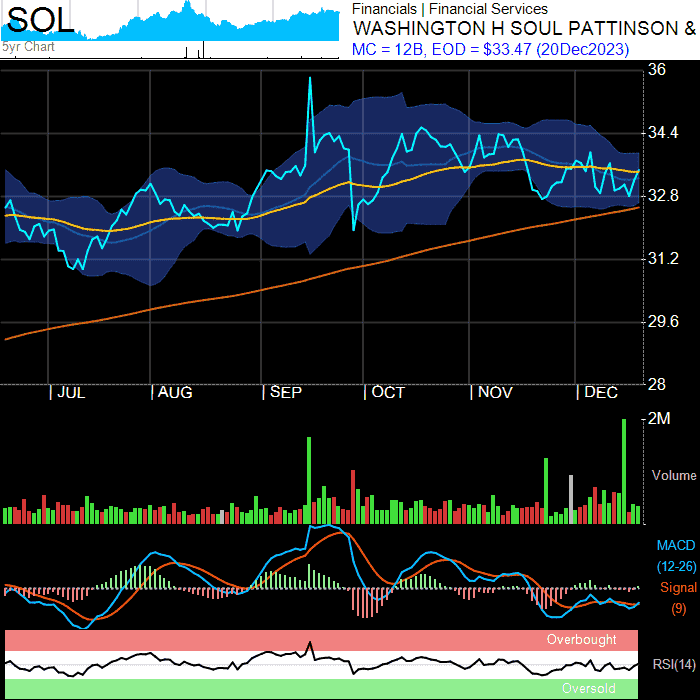 SOL
5yr Chart
Financials | Financial Services
WASHINGTON H SOUL PATTINSON &
MC = 12B, EOD = $33.47 (20Dec2023)
36
34.4
32.8
31.2
29.6
28
| JUL | AUG | SEP | OCT | NOV | DEC
2M
Volume
MACD
(12-26)
Signal
(9)
Overbought
RSI(14)
Oversold